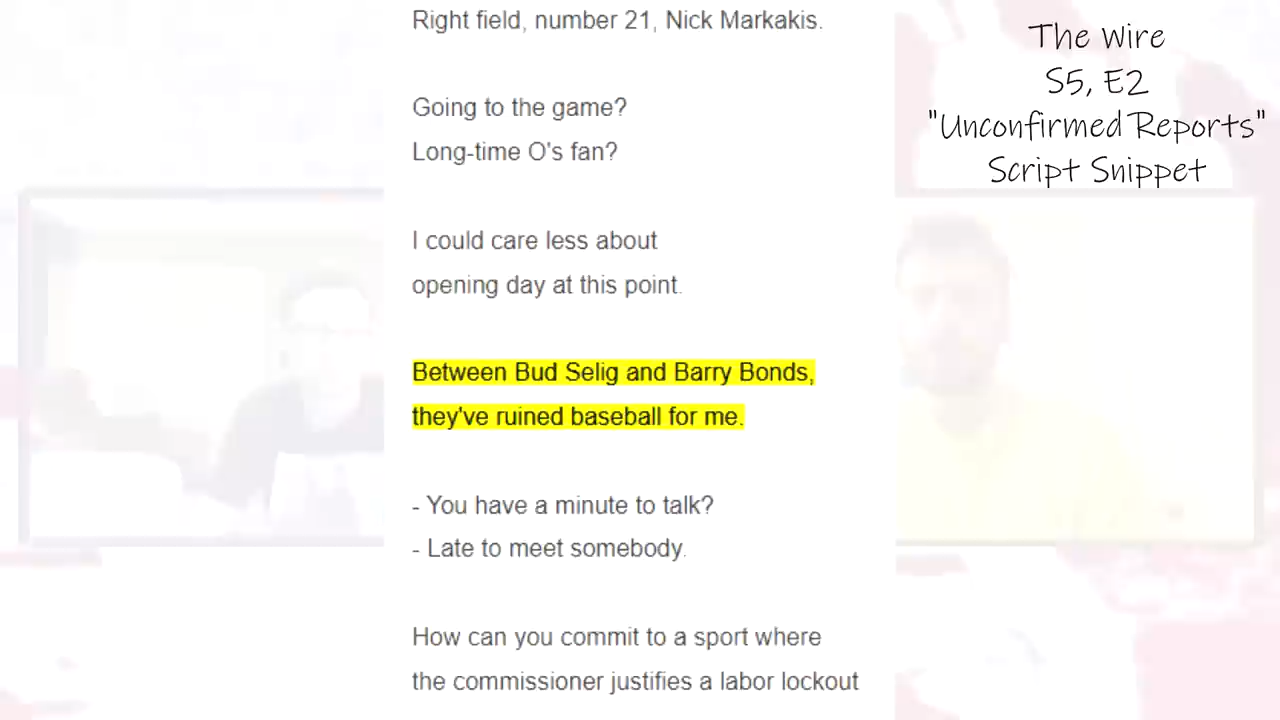 Right field, number 21, Nick Markakis.
Going to the game?
Long-time O's fan?
I could care less about
opening day at this point.
Between Bud Selig and Barry Bonds,
they've ruined baseball for me.
- You have a minute to talk?
- Late to meet somebody.
How can you commit to a sport where
the commissioner justifies a labor lockout
The Wire
S5, E2
"Unconfirmed Reports"
Script Snippet